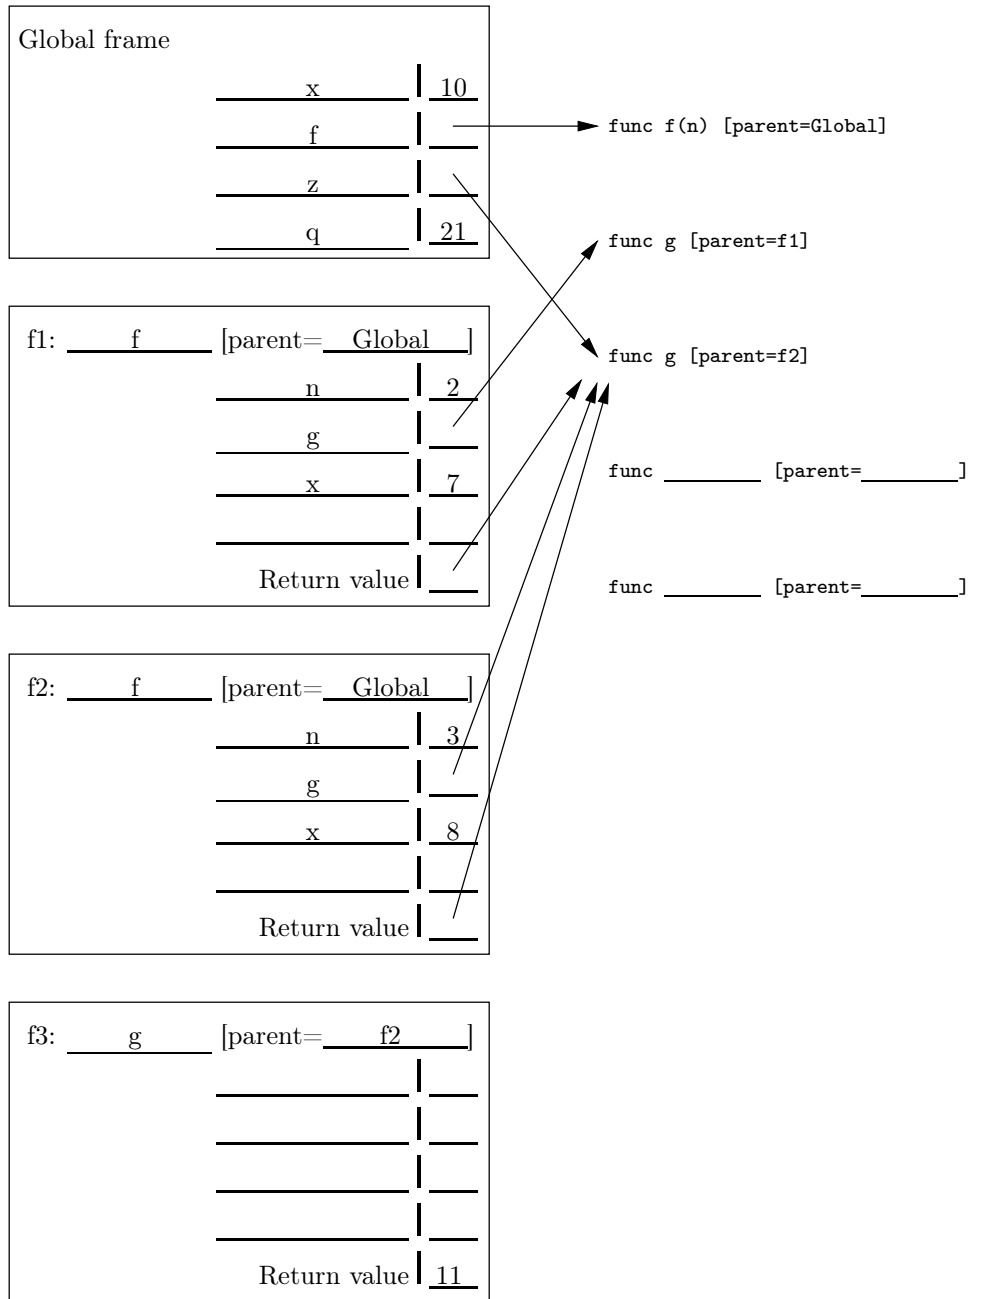 Global frame
x 10
f
z
q 21
func f(n) [parent=Global]
func g [parent=f1]
func g [parent=f2]
func [parent= ]
func [parent= ]
f1: f [parent= Global ]
n 2
g
x 7
Return value
f2: f [parent= Global ]
n 3
g
x 8
Return value
f3: g [parent= f2 ]
Return value 11